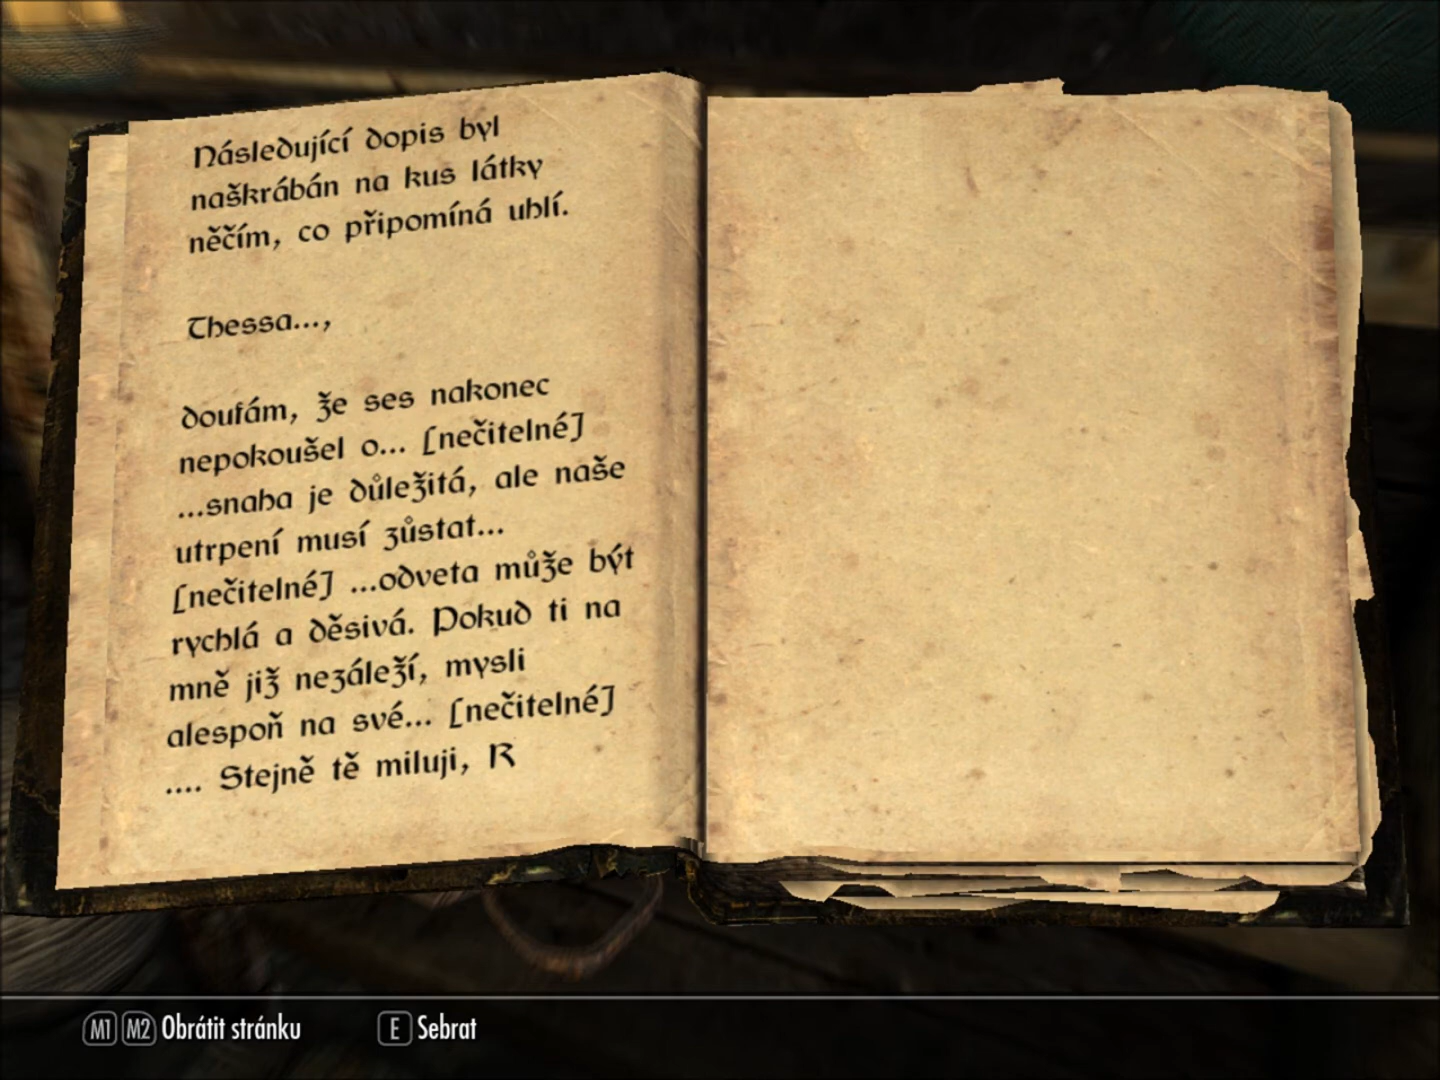 Následující dopis byl
naškrábán na kus látky
něčím, co připomíná uhlí.
Thessa...,
doufám, že ses nakonec
nepokoušel o... [nečitelné]
...snaha je důležitá, ale naše
utrpení musí zůstat...
[nečitelné] ...odveta může být
rychlá a děsivá. Pokud ti na
mně již nezáleží, mysli
alespoň na své... [nečitelné]
.... Stejně tě miluji, R
M1 M2 Obrátit stránku E Sebrat